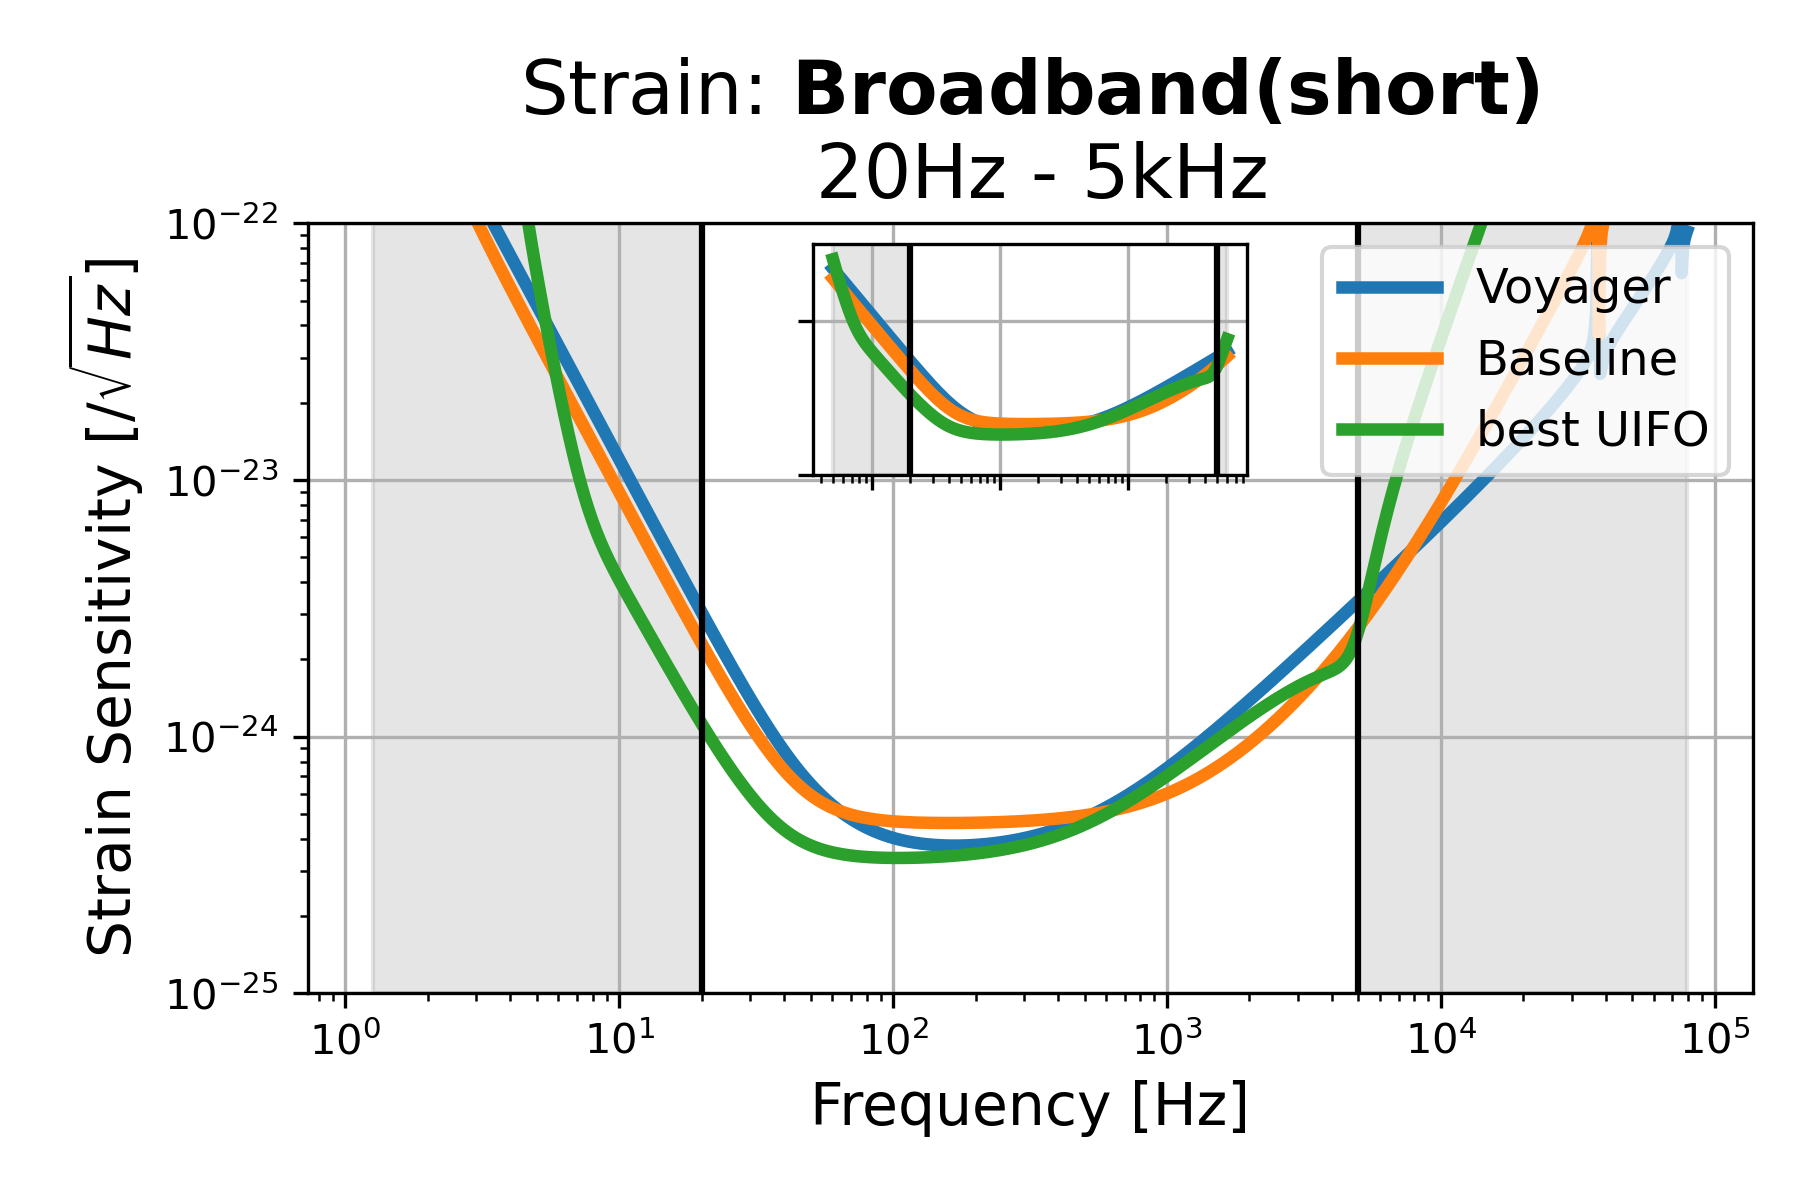 Strain: Broadband(short)
20Hz - 5kHz
Strain Sensitivity [/√Hz]
10⁻²²
10⁻²³
10⁻²⁴
10⁻²⁵
Voyager
Baseline
best UIFO
10⁰ 10¹ 10² 10³ 10⁴ 10⁵
Frequency [Hz]